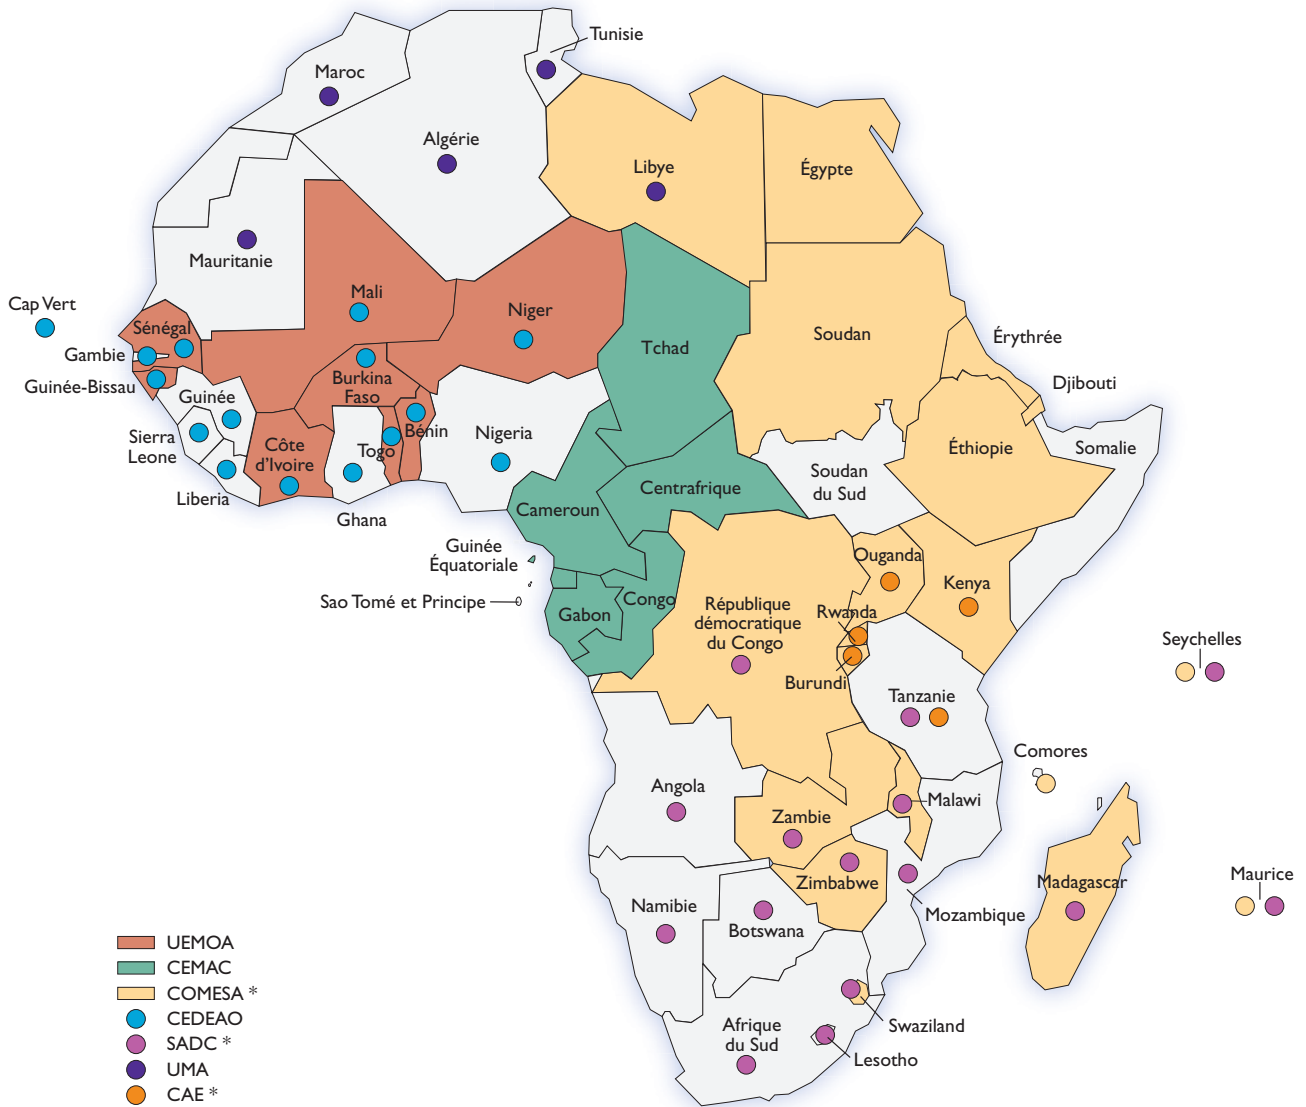 Tunisie
Maroc
Algérie
Libye
Égypte
Mauritanie
Cap Vert
Mali
Niger
Sénégal
Soudan
Érythrée
Tchad
Gambie
Guinée-Bissau
Burkina
Faso
Djibouti
Guinée
Bénin
Nigeria
Sierra
Leone
Côte
d'Ivoire
Togo
Éthiopie
Somalie
Soudan
du Sud
Liberia
Centrafrique
Cameroun
Ghana
Guinée
Équatoriale
Ouganda
Kenya
Sao Tomé et Principe
Gabon
Congo
République
démocratique
du Congo
Rwanda
Seychelles
Burundi
Tanzanie
Comores
Angola
Malawi
Zambie
Zimbabwe
Madagascar
Maurice
Namibie
Botswana
Mozambique
UEMOA
CEMAC
COMESA *
CEDEAO
SADC *
UMA
CAE *
Swaziland
Afrique
du Sud
Lesotho